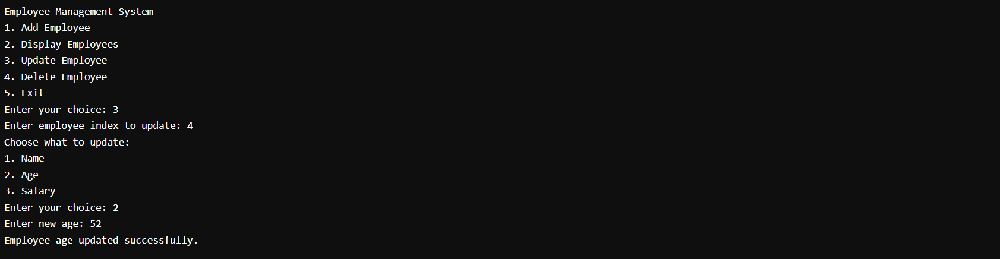 Employee Management System
1. Add Employee
2. Display Employees
3. Update Employee
4. Delete Employee
5. Exit
Enter your choice: 3
Enter employee index to update: 4
Choose what to update:
1. Name
2. Age
3. Salary
Enter your choice: 2
Enter new age: 52
Employee age updated successfully.